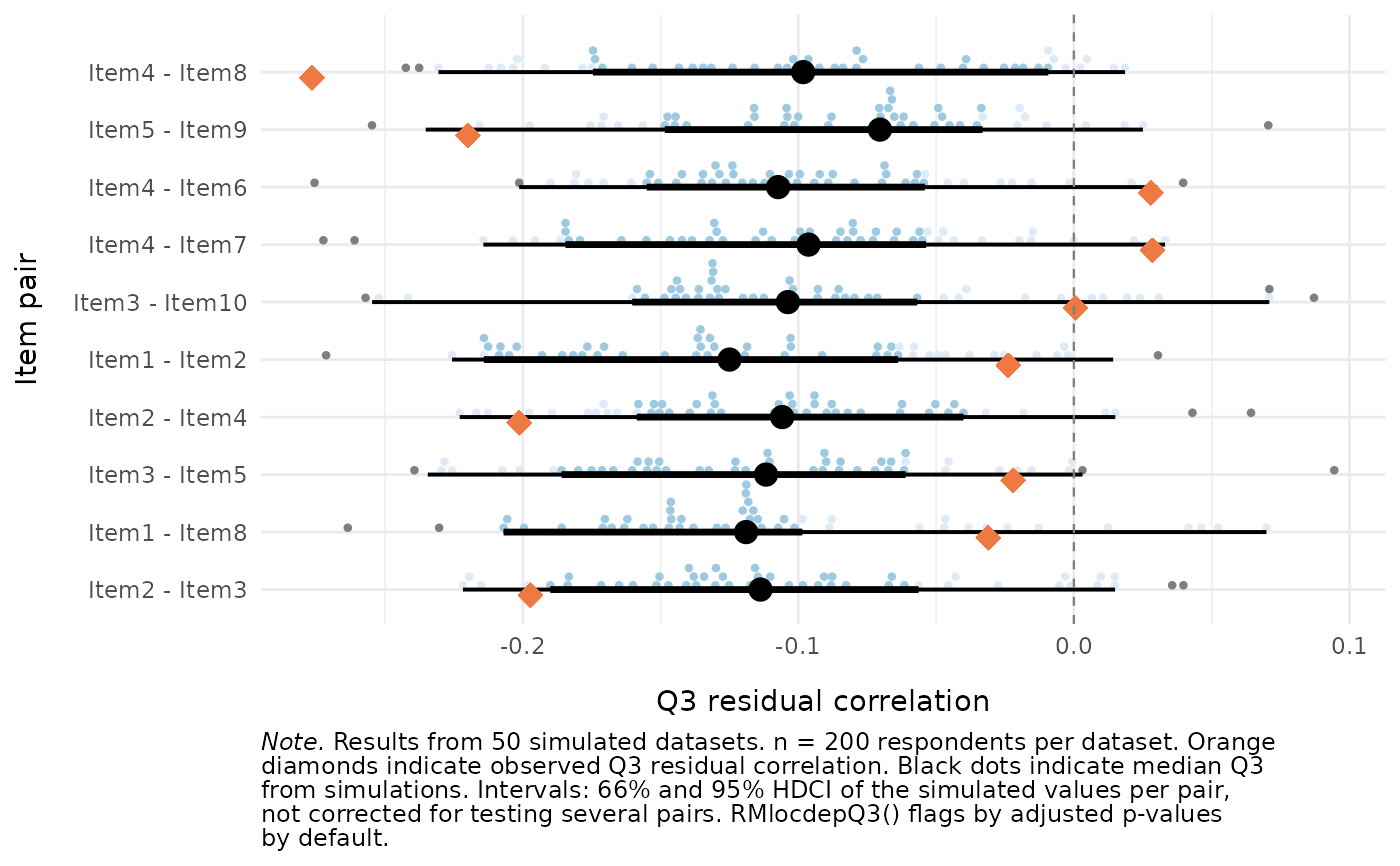 Item pair
Item4 - Item8
Item5 - Item9
Item4 - Item6
Item4 - Item7
Item3 - Item10
Item1 - Item2
Item2 - Item4
Item3 - Item5
Item1 - Item8
Item2 - Item3
-0.2 -0.1 0.0 0.1
Q3 residual correlation
Note. Results from 50 simulated datasets. n = 200 respondents per dataset. Orange
diamonds indicate observed Q3 residual correlation. Black dots indicate median Q3
from simulations. Intervals: 66% and 95% HDCI of the simulated values per pair,
not corrected for testing several pairs. RMlocdepQ3() flags by adjusted p-values
by default.